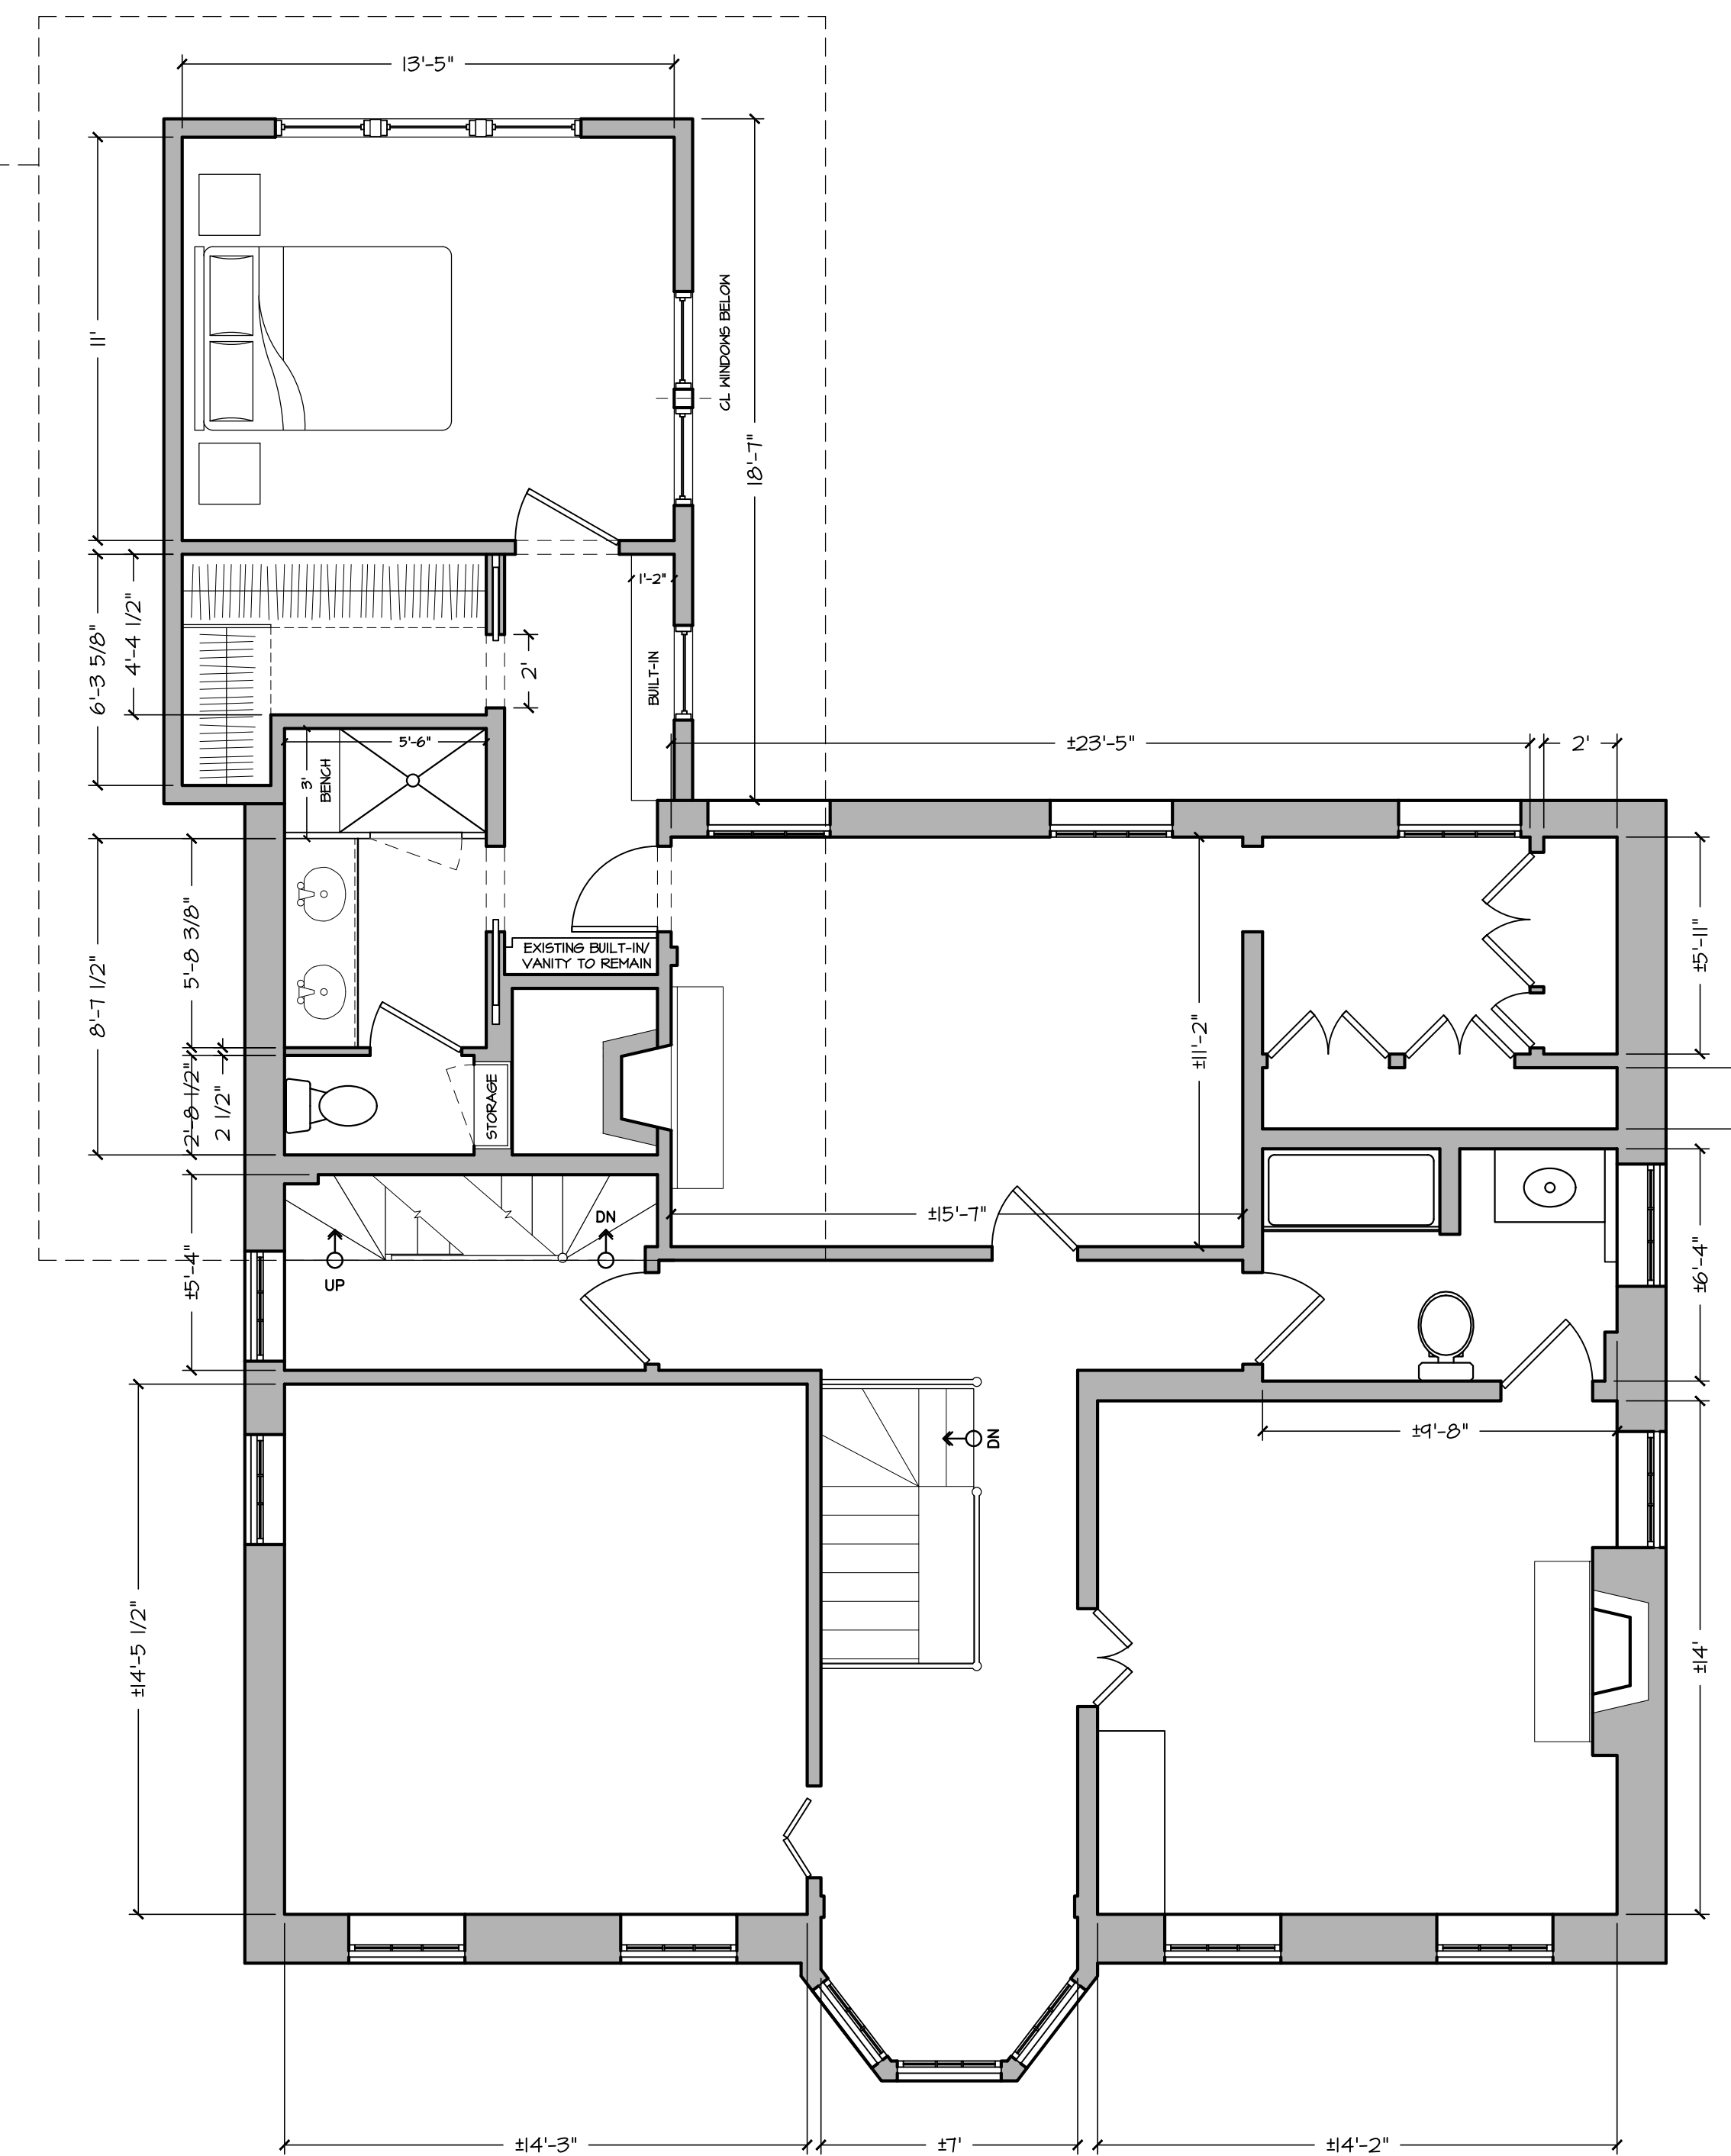 13'-5"
11'
CL WINDOWS BELOW
18'-7"
1'-2"
4'-4 1/2"
6'-3 5/8"
2'
BUILT-IN
5'-6"
±23'-5"
2'
3'
BENCH
5'-8 3/8"
8'-7 1/2"
EXISTING BUILT-IN/
VANITY TO REMAIN
±5'-11"
±11'-2"
2'-8 1/2"
2 1/2"
STORAGE
±15'-7"
DN
UP
±5'-4"
±6'-4"
±9'-8"
DN
±14'-5 1/2"
±14'
±14'-3"
±7'
±14'-2"